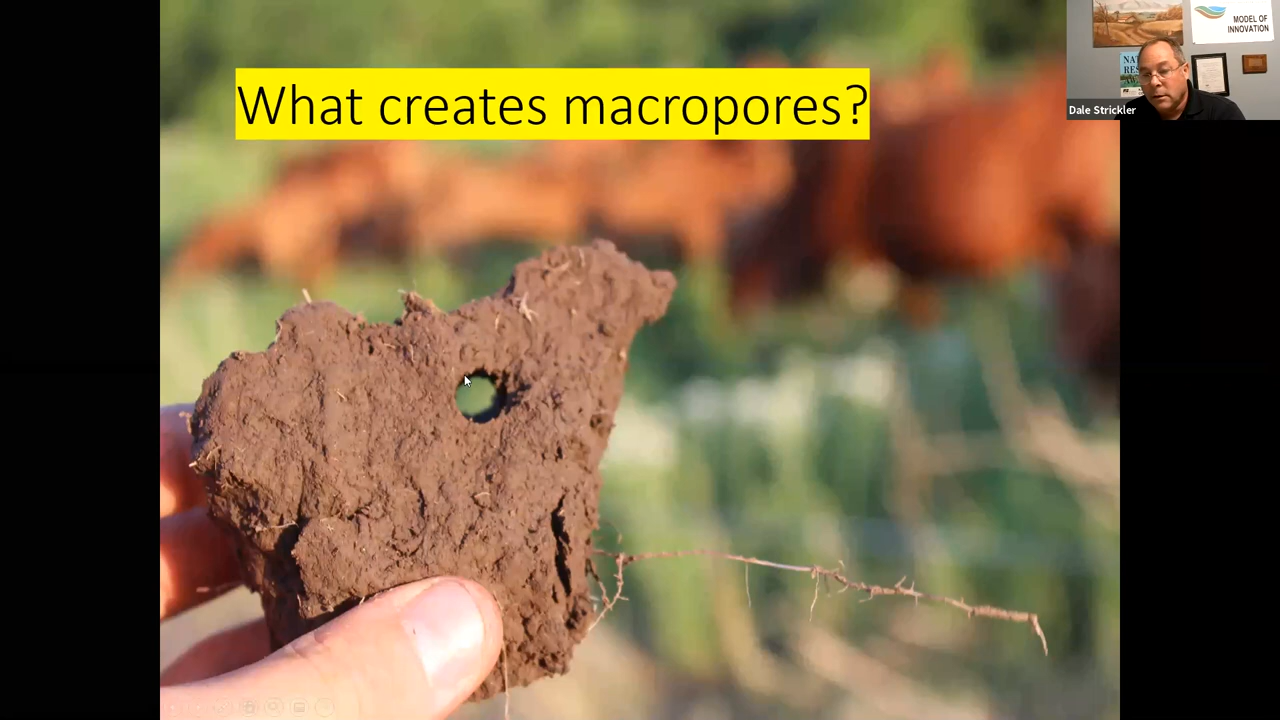 What creates macropores?
MODEL OF
INNOVATION
Dale Strickler